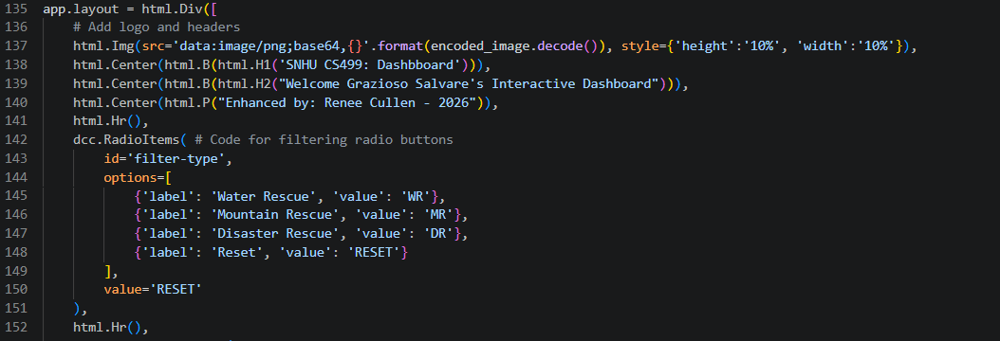 135 app.layout = html.Div([
136     # Add logo and headers
137     html.Img(src='data:image/png;base64,{}'.format(encoded_image.decode()), style={'height':'10%', 'width':'10%'}),
138     html.Center(html.B(html.H1('SNHU CS499: Dashbboard'))),
139     html.Center(html.B(html.H2("Welcome Grazioso Salvare's Interactive Dashboard"))),
140     html.Center(html.P("Enhanced by: Renee Cullen - 2026")),
141     html.Hr(),
142     dcc.RadioItems( # Code for filtering radio buttons
143         id='filter-type',
144         options=[
145             {'label': 'Water Rescue', 'value': 'WR'},
146             {'label': 'Mountain Rescue', 'value': 'MR'},
147             {'label': 'Disaster Rescue', 'value': 'DR'},
148             {'label': 'Reset', 'value': 'RESET'}
149         ],
150         value='RESET'
151     ),
152     html.Hr(),